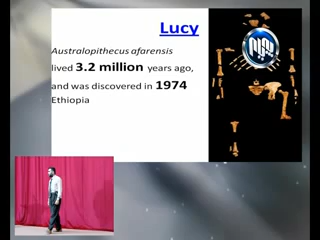 Lucy
Australopithecus afarensis
lived 3.2 million years ago,
and was discovered in 1974
Ethiopia